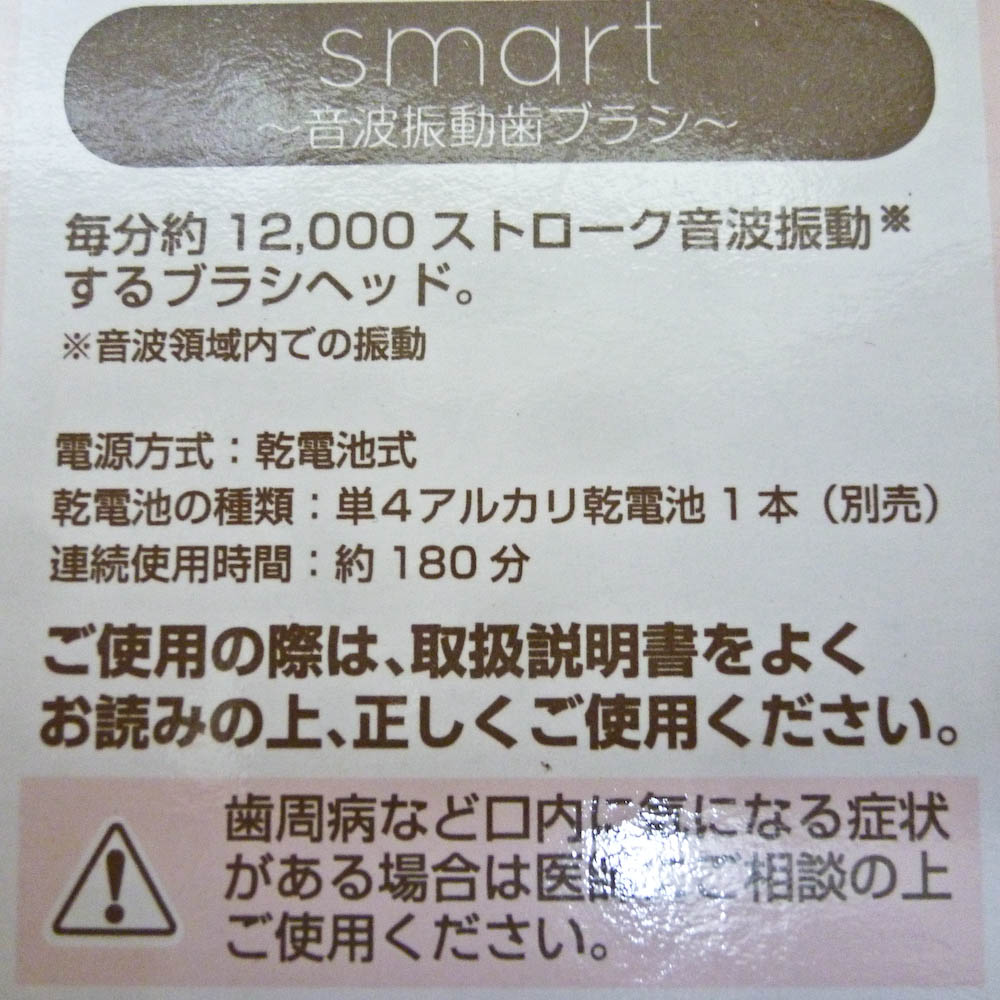 smart
～音波振動歯ブラシ～
毎分約 12,000 ストローク音波振動※
するブラシヘッド。
※音波領域内での振動
電源方式：乾電池式
乾電池の種類：単4アルカリ乾電池 1 本（別売）
連続使用時間：約 180 分
ご使用の際は、取扱説明書をよく
お読みの上、正しくご使用ください。
歯周病など口内に気になる症状
がある場合は医師にご相談の上
ご使用ください。